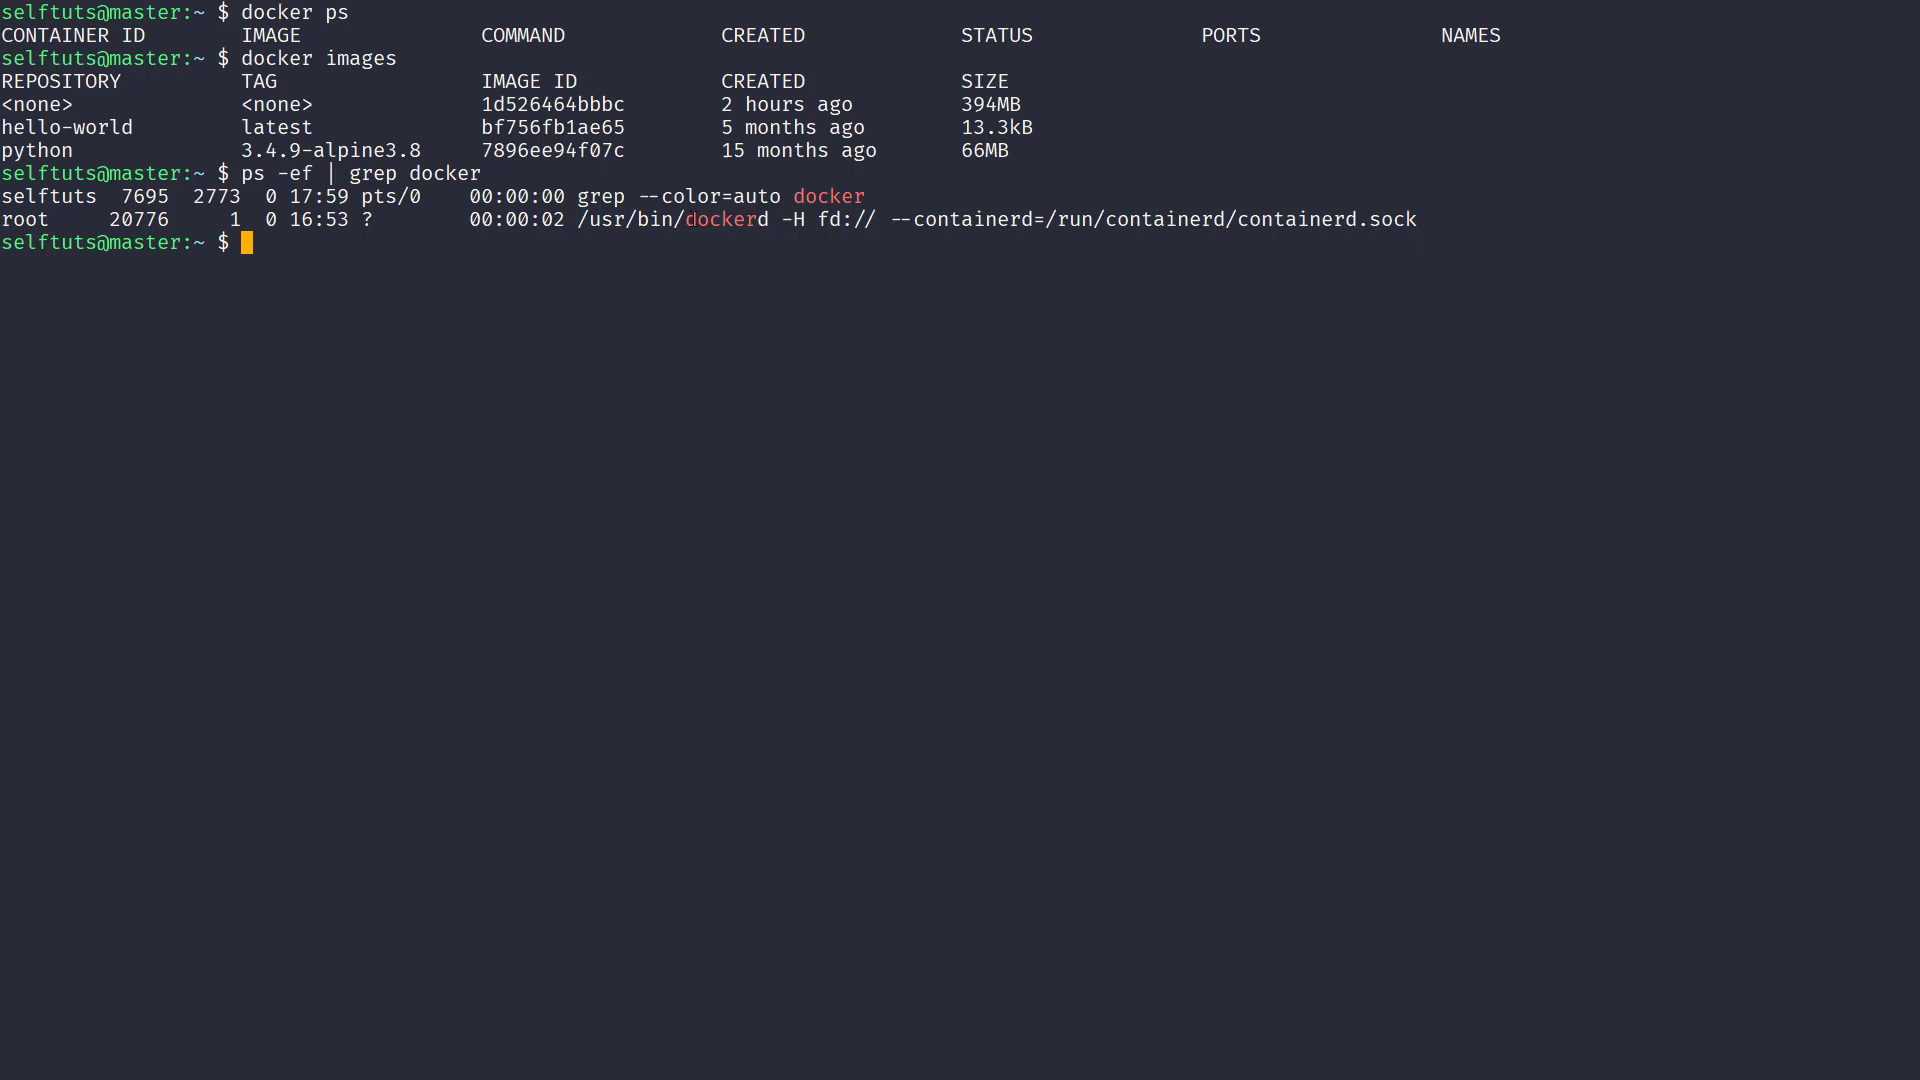 selftuts@master:~ $ docker ps
CONTAINER ID        IMAGE               COMMAND             CREATED             STATUS              PORTS               NAMES
selftuts@master:~ $ docker images
REPOSITORY          TAG                 IMAGE ID            CREATED             SIZE
<none>              <none>              1d526464bbbc        2 hours ago         394MB
hello-world         latest              bf756fb1ae65        5 months ago        13.3kB
python              3.4.9-alpine3.8     7896ee94f07c        15 months ago       66MB
selftuts@master:~ $ ps -ef | grep docker
selftuts  7695  2773  0 17:59 pts/0    00:00:00 grep --color=auto docker
root     20776     1  0 16:53 ?        00:00:02 /usr/bin/dockerd -H fd:// --containerd=/run/containerd/containerd.sock
selftuts@master:~ $